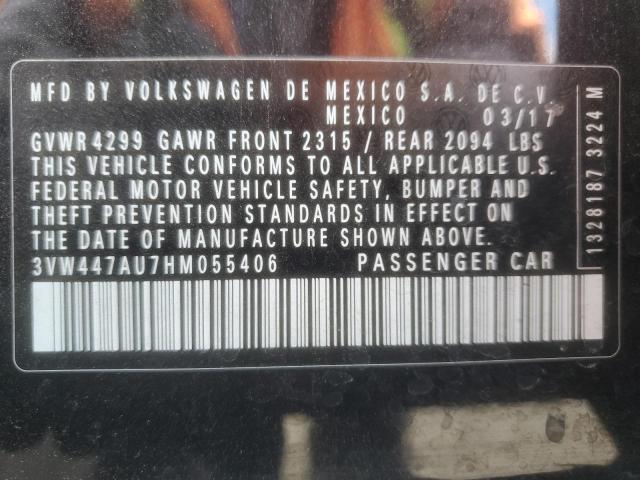 MFD BY VOLKSWAGEN DE MEXICO S.A. DE C.V.
MEXICO 03/17
GVWR 4299 GAWR FRONT 2315 / REAR 2094 LBS
THIS VEHICLE CONFORMS TO ALL APPLICABLE U.S.
FEDERAL MOTOR VEHICLE SAFETY, BUMPER AND
THEFT PREVENTION STANDARDS IN EFFECT ON
THE DATE OF MANUFACTURE SHOWN ABOVE.
3VW447AU7HM055406 PASSENGER CAR
1328187 3224 M